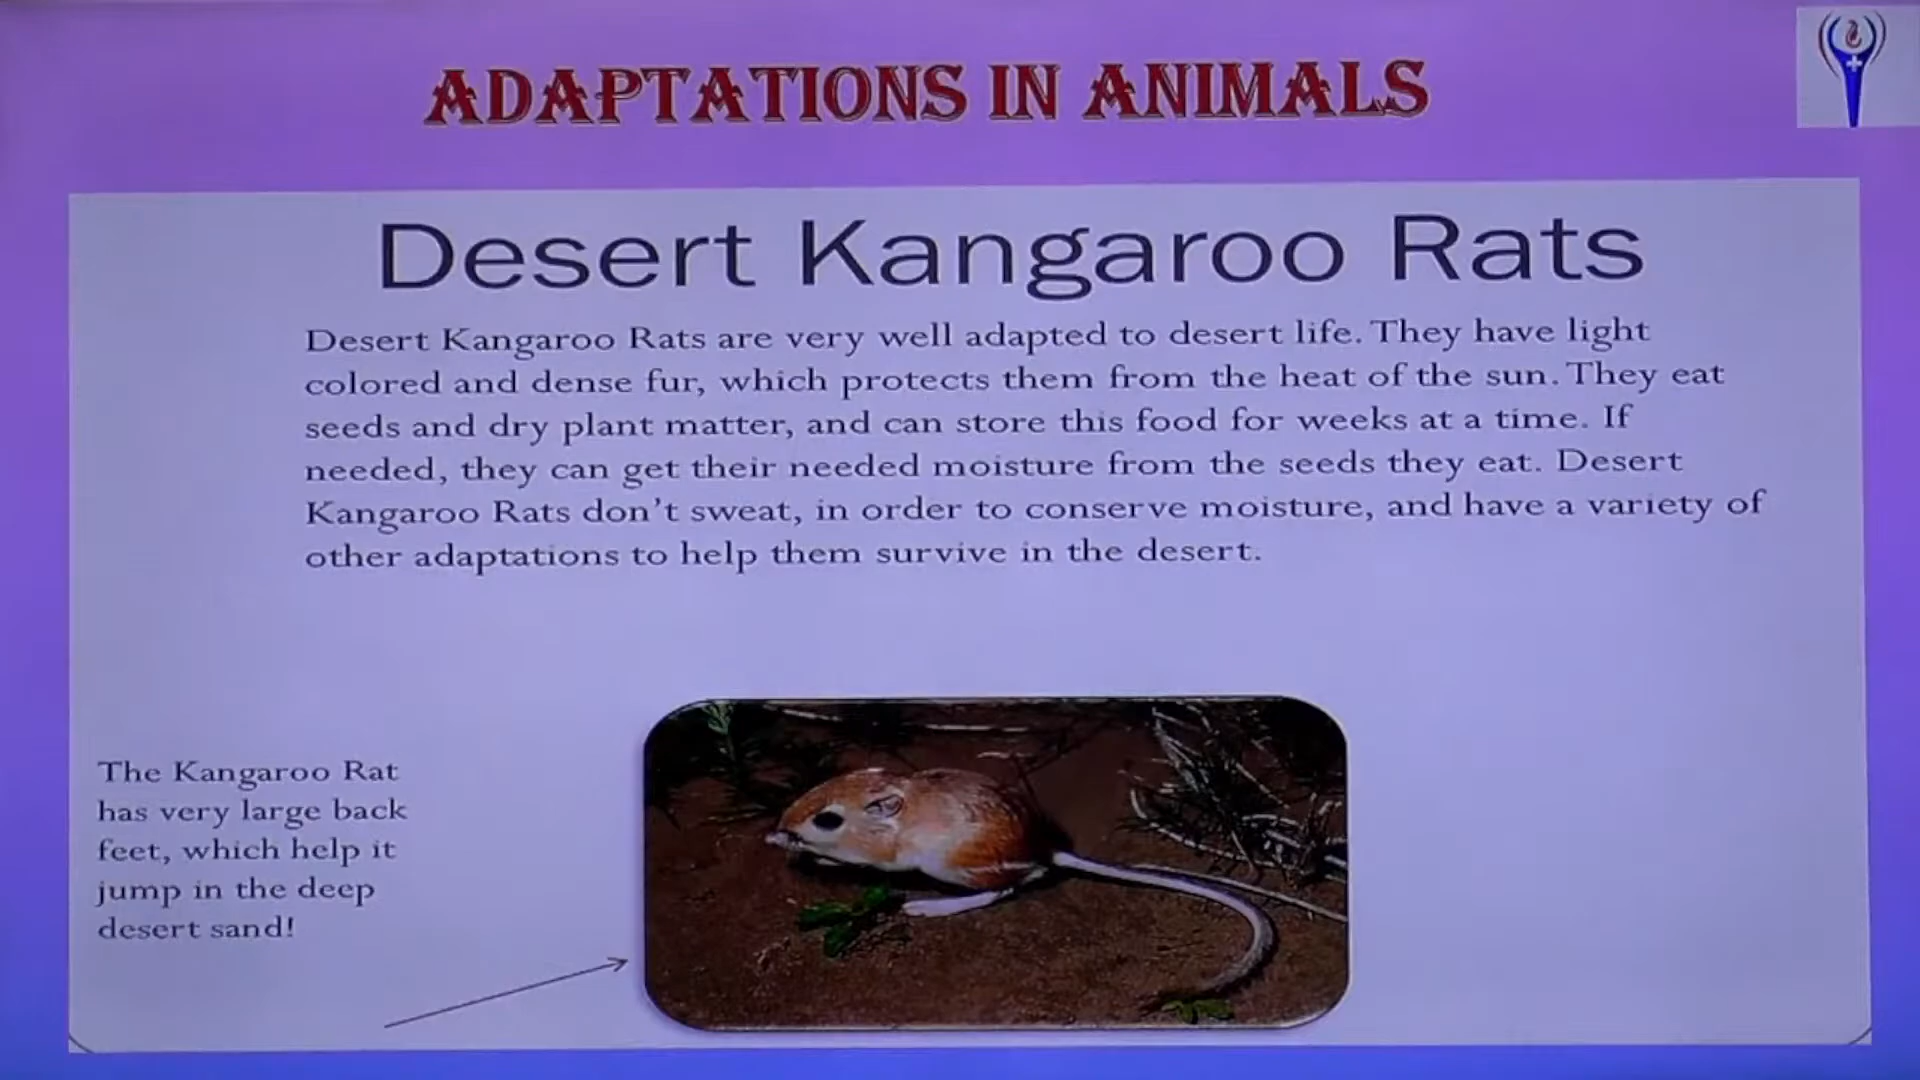 ADAPTATIONS IN ANIMALS
Desert Kangaroo Rats
Desert Kangaroo Rats are very well adapted to desert life. They have light
colored and dense fur, which protects them from the heat of the sun. They eat
seeds and dry plant matter, and can store this food for weeks at a time. If
needed, they can get their needed moisture from the seeds they eat. Desert
Kangaroo Rats don't sweat, in order to conserve moisture, and have a variety of
other adaptations to help them survive in the desert.
The Kangaroo Rat
has very large back
feet, which help it
jump in the deep
desert sand!